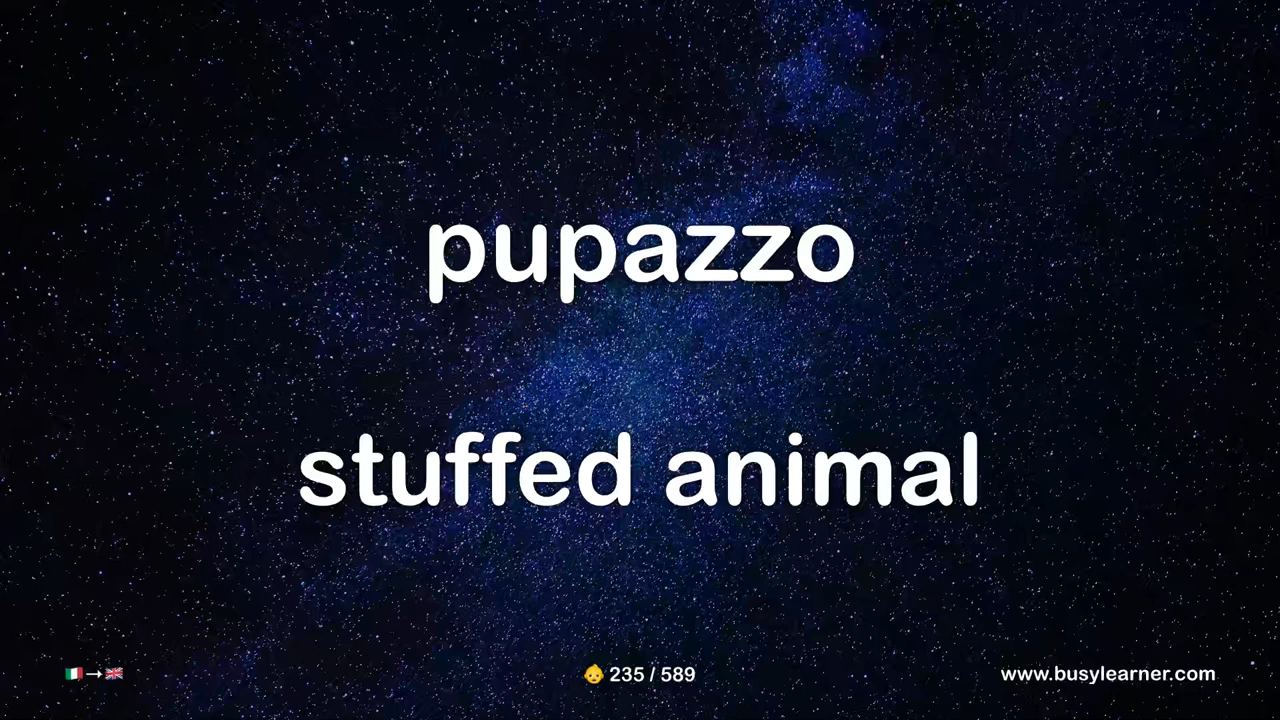 pupazzo
stuffed animal
🇮🇹→🇬🇧 👶 235 / 589 www.busylearner.com